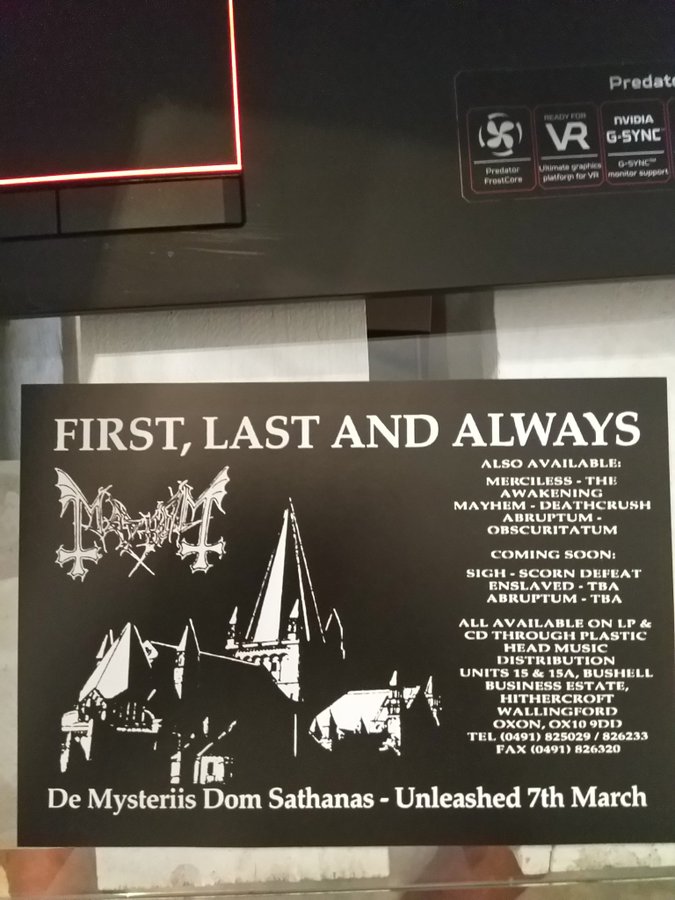 Predator
FrostCore
READY FOR
VR
Ultimate graphics
platform for VR
NVIDIA
G-SYNC™
G-SYNC™
monitor support
FIRST, LAST AND ALWAYS
MAYHEM
ALSO AVAILABLE:
MERCILESS - THE
AWAKENING
MAYHEM - DEATHCRUSH
ABRUPTUM -
OBSCURITATUM
COMING SOON:
SIGH - SCORN DEFEAT
ENSLAVED - TBA
ABRUPTUM - TBA
ALL AVAILABLE ON LP &
CD THROUGH PLASTIC
HEAD MUSIC
DISTRIBUTION
UNITS 15 & 15A, BUSHELL
BUSINESS ESTATE,
HITHERCROFT
WALLINGFORD
OXON, OX10 9DD
TEL (0491) 825029 / 826233
FAX (0491) 826320
De Mysteriis Dom Sathanas - Unleashed 7th March